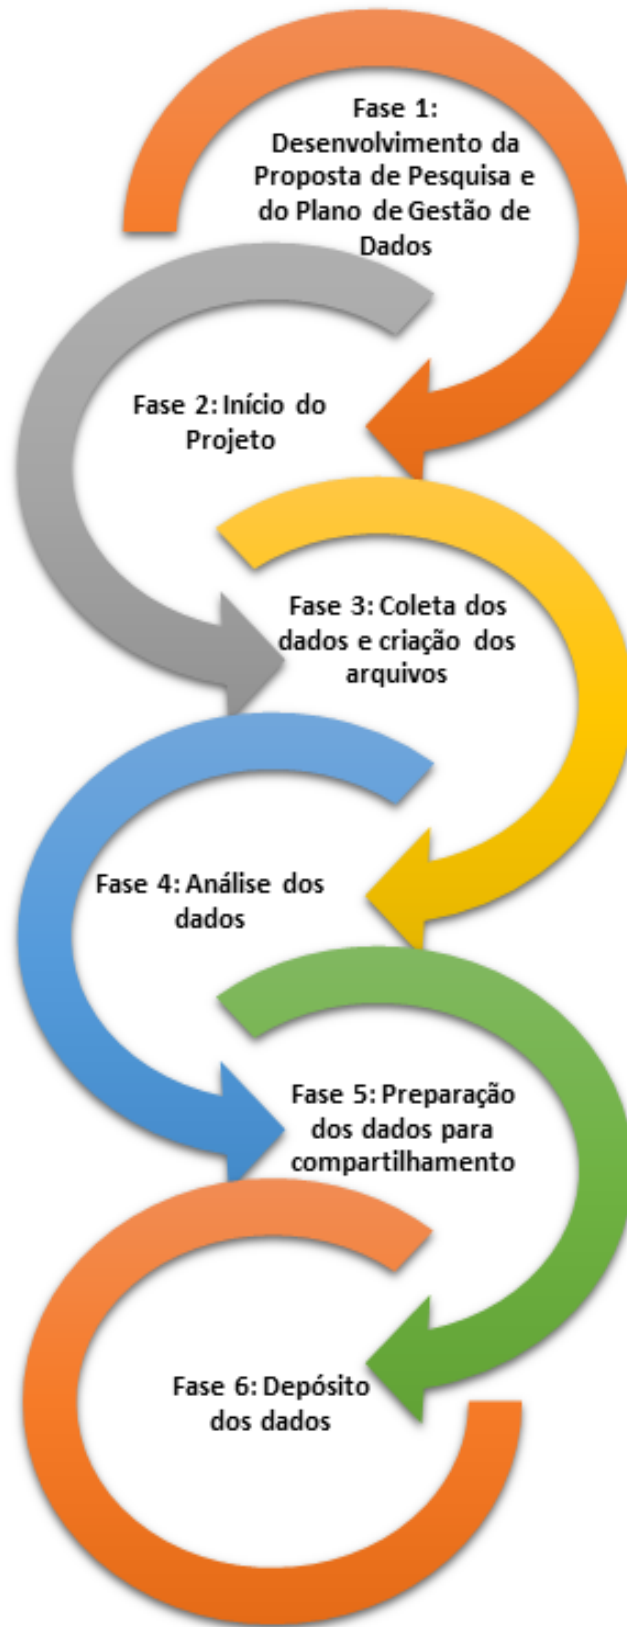 Fase 1:
Desenvolvimento da
Proposta de Pesquisa e
do Plano de Gestão de
Dados
Fase 2: Início do
Projeto
Fase 3: Coleta dos
dados e criação dos
arquivos
Fase 4: Análise dos
dados
Fase 5: Preparação
dos dados para
compartilhamento
Fase 6: Depósito
dos dados